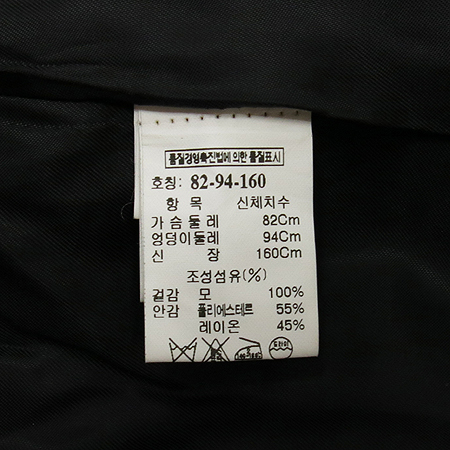 품질경영촉진법에 의한 품질표시
호칭: 82-94-160
항 목 신체치수
가 슴 둘 레 82Cm
엉덩이둘레 94Cm
신 장 160Cm
조성섬유(%)
겉감 모 100%
안감 폴리에스테르 55%
레이온 45%
드라이